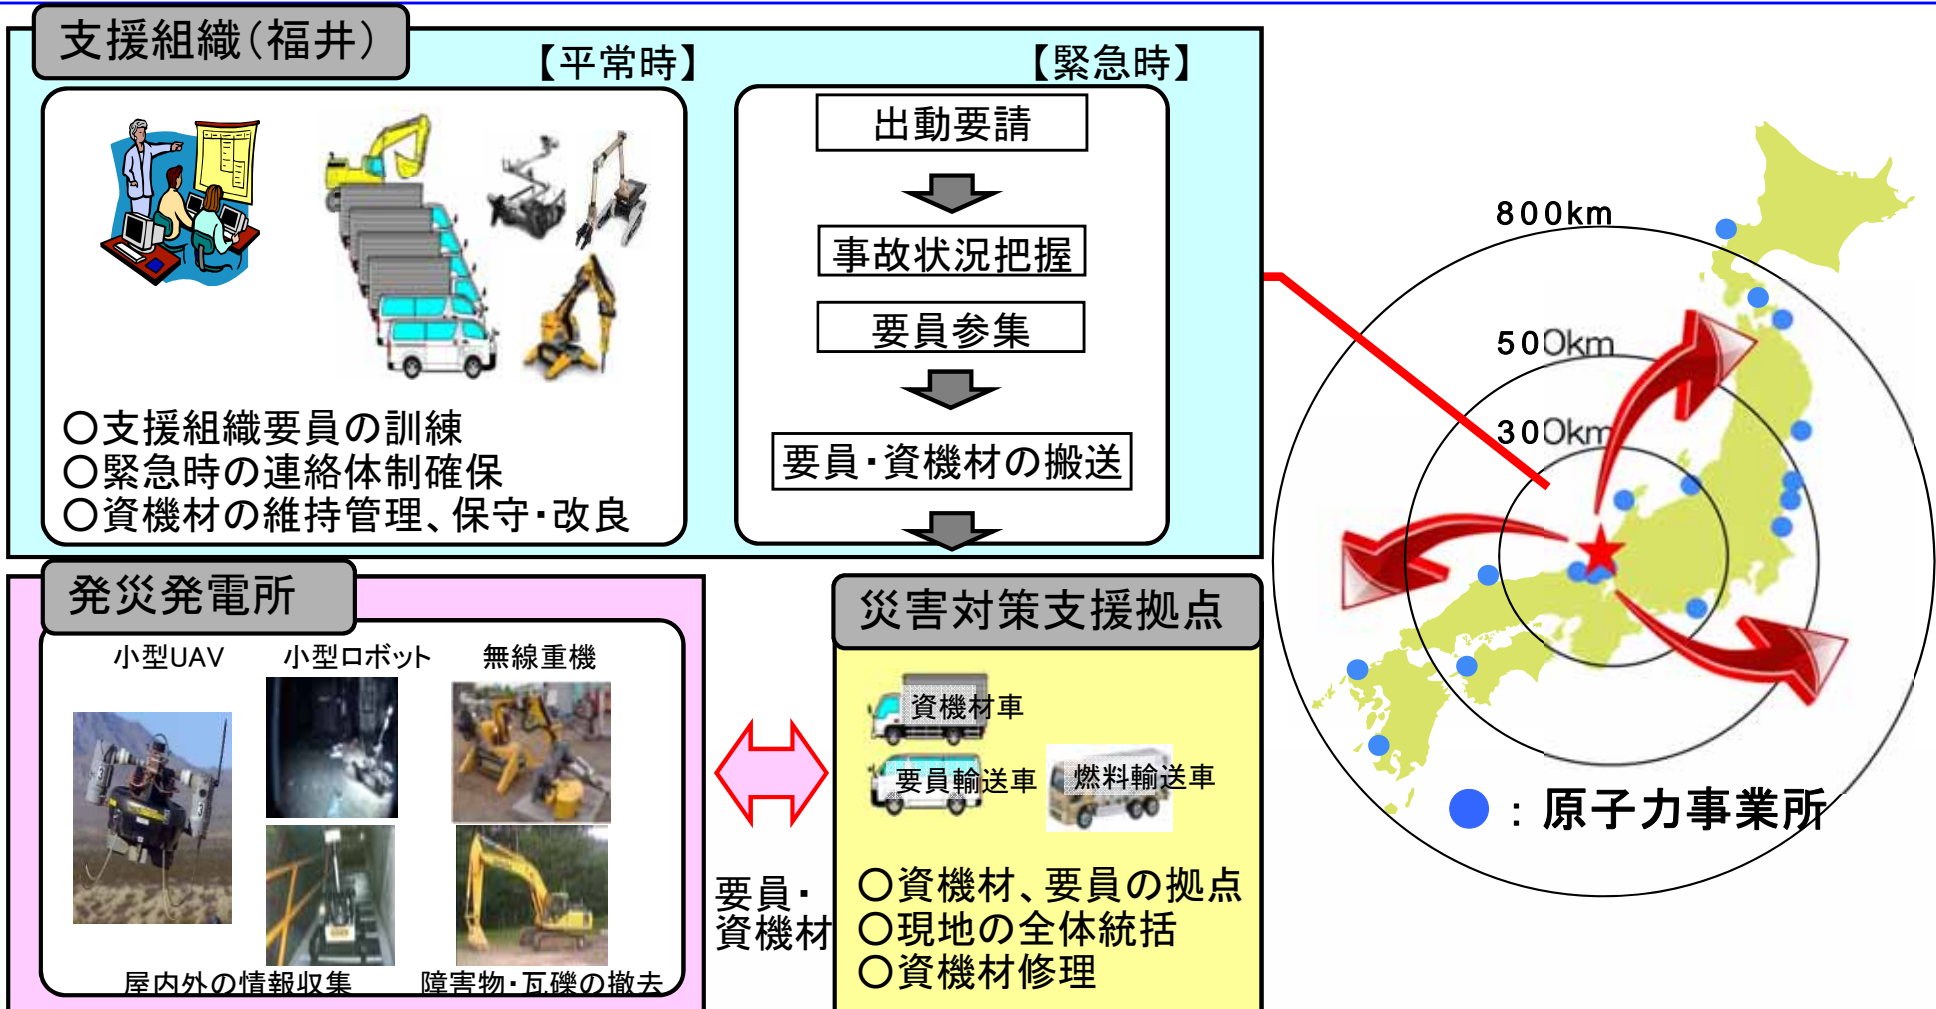 支援組織(福井)
【平常時】
【緊急時】
出動要請
事故状況把握
要員参集
要員・資機材の搬送
○支援組織要員の訓練
○緊急時の連絡体制確保
○資機材の維持管理、保守・改良
800km
500km
300km
：原子力事業所
発災発電所
小型UAV
小型ロボット
無線重機
屋内外の情報収集
障害物・瓦礫の撤去
要員・
資機材
災害対策支援拠点
資機材車
要員輸送車
燃料輸送車
○資機材、要員の拠点
○現地の全体統括
○資機材修理